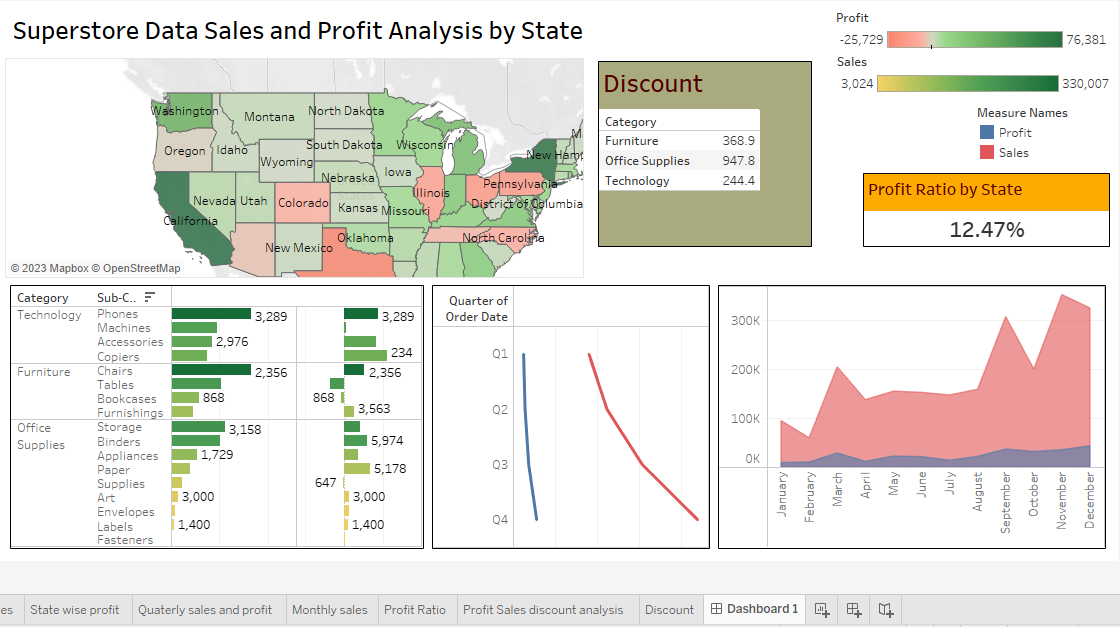 Superstore Data Sales and Profit Analysis by State
Profit
-25,729 76,381
Sales
3,024 330,007
Measure Names
Profit
Sales
Washington
Montana
North Dakota
Oregon
Idaho
South Dakota
Wyoming
Wisconsin
Nebraska
Iowa
Nevada
Utah
Colorado
Kansas
Missouri
Illinois
Pennsylvania
New Hamp
M
District of Columbia
California
New Mexico
Oklahoma
North Carolina
© 2023 Mapbox © OpenStreetMap
Discount
Category
Furniture 368.9
Office Supplies 947.8
Technology 244.4
Profit Ratio by State
12.47%
Category Sub-C..
Technology Phones 3,289 3,289
Machines
Accessories 2,976
Copiers 234
Furniture Chairs 2,356 2,356
Tables
Bookcases 868 868
Furnishings 3,563
Office Supplies Storage 3,158
Binders 5,974
Appliances 1,729
Paper 5,178
Supplies 647
Art 3,000 3,000
Envelopes
Labels 1,400 1,400
Fasteners
Quarter of
Order Date
Q1
Q2
Q3
Q4
300K
200K
100K
0K
January
February
March
April
May
June
July
August
September
October
November
December
es
State wise profit
Quaterly sales and profit
Monthly sales
Profit Ratio
Profit Sales discount analysis
Discount
Dashboard 1